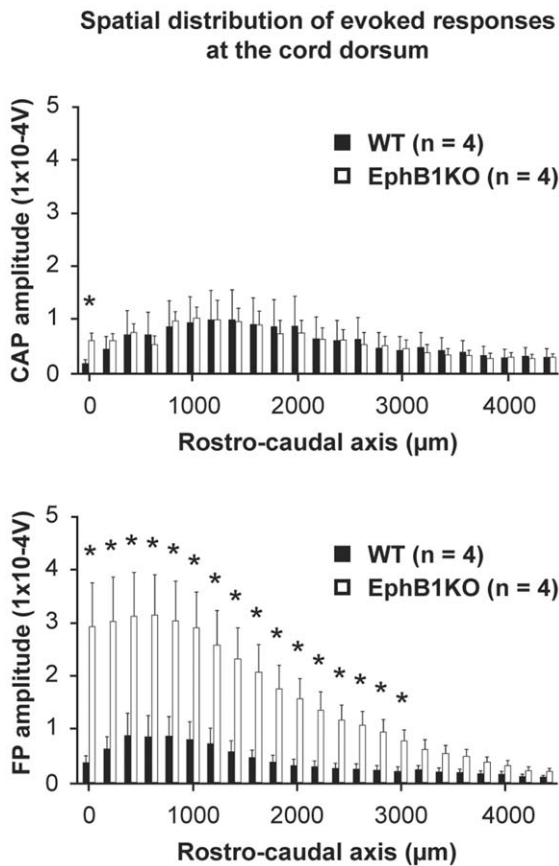 Spatial distribution of evoked responses
at the cord dorsum
5
4
3
2
1
0
CAP amplitude (1x10-4V)
WT (n = 4)
EphB1KO (n = 4)
*
0 1000 2000 3000 4000
Rostro-caudal axis (µm)
5
4
3
2
1
0
FP amplitude (1x10-4V)
WT (n = 4)
EphB1KO (n = 4)
* * * * * * * * * * * * * * * *
0 1000 2000 3000 4000
Rostro-caudal axis (µm)